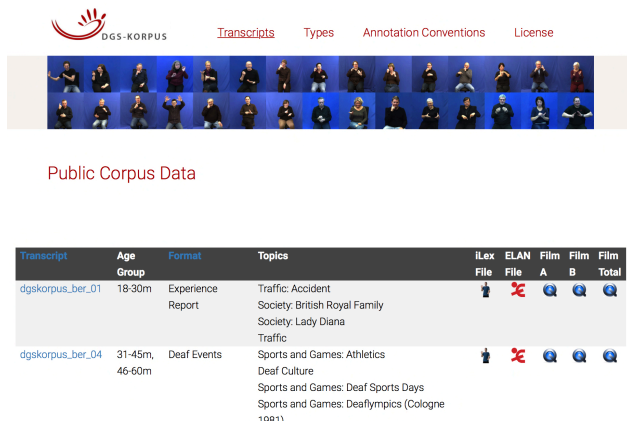 DGS-KORPUS
Transcripts Types Annotation Conventions License
Public Corpus Data
Transcript Age Group Format Topics iLex File ELAN File Film A Film B Film Total
dgskorpus_ber_01 18-30m Experience Report Traffic: Accident
Society: British Royal Family
Society: Lady Diana
Traffic
dgskorpus_ber_04 31-45m, 46-60m Deaf Events Sports and Games: Athletics
Deaf Culture
Sports and Games: Deaf Sports Days
Sports and Games: Deaflympics (Cologne
1981)